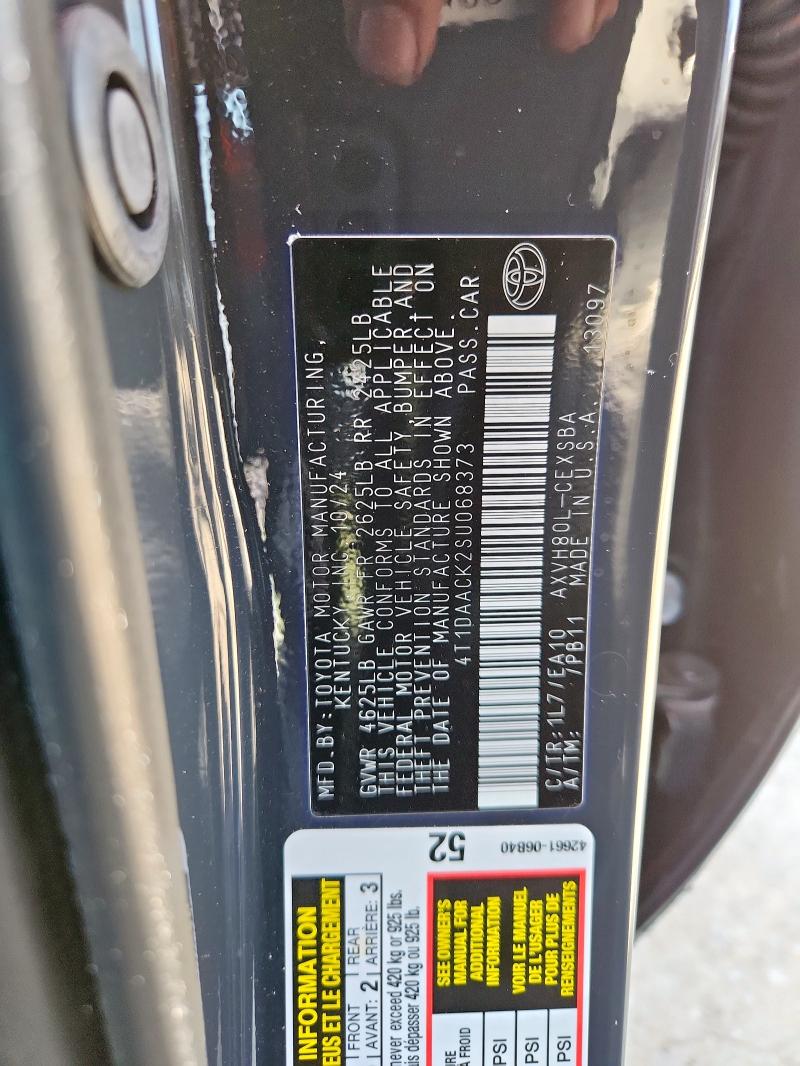 MFD. BY: TOYOTA MOTOR MANUFACTURING,
KENTUCKY, INC. 10/24
GVWR 4625LB GAWR FR 2625LB RR 2425LB
THIS VEHICLE CONFORMS TO ALL APPLICABLE
FEDERAL MOTOR VEHICLE SAFETY, BUMPER, AND
THEFT PREVENTION STANDARDS IN EFFECT ON
THE DATE OF MANUFACTURE SHOWN ABOVE.
4T1DAACK2SU068373 PASS. CAR
C/TR: 1L7/EA10 AXVH80L-CEXSBA
A/TM: /PB11 MADE IN U.S.A. 13097
52
42661-06B40
INFORMATION
LE CHARGEMENT
FRONT 2 REAR 3
AVANT: ARRIÈRE:
never exceed 420 kg or 925 lbs.
dépasser 420 kg ou 925 lb.
SEE OWNER'S
MANUAL FOR
ADDITIONAL
INFORMATION
VOIR LE MANUEL
DE L'USAGER
POUR PLUS DE
RENSEIGNEMENTS
FROID
PSI
PSI
PSI